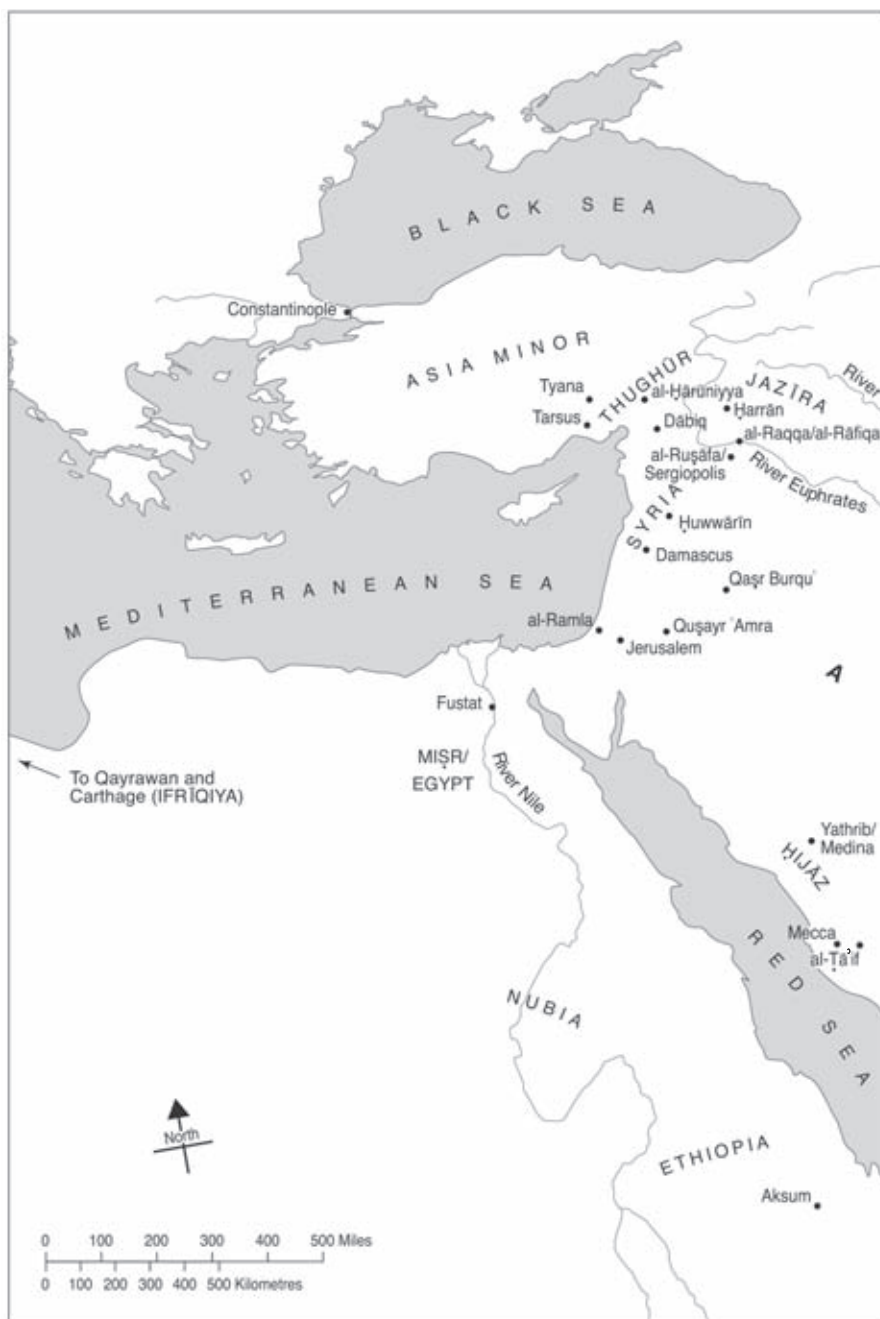 BLACK SEA
Constantinople
ASIA MINOR
THUGHŪR
JAZĪRA
River
Tyana
al-Hārūniyya
Ḥarrān
Tarsus
Dābiq
al-Raqqa/al-Rāfiqa
al-Ruṣāfa/
Sergiopolis
River Euphrates
SYRIA
Ḥuwwārīn
Damascus
MEDITERRANEAN SEA
Qaṣr Burquʿ
al-Ramla
Quṣayr ʿAmra
Jerusalem
A
Fustat
MIṢR/
EGYPT
River Nile
To Qayrawan and
Carthage (IFRĪQIYA)
Yathrib/
Medina
ḤIJĀZ
Mecca
al-Ṭāʾif
RED SEA
NUBIA
North
ETHIOPIA
Aksum
0 100 200 300 400 500 Miles
0 100 200 300 400 500 Kilometres